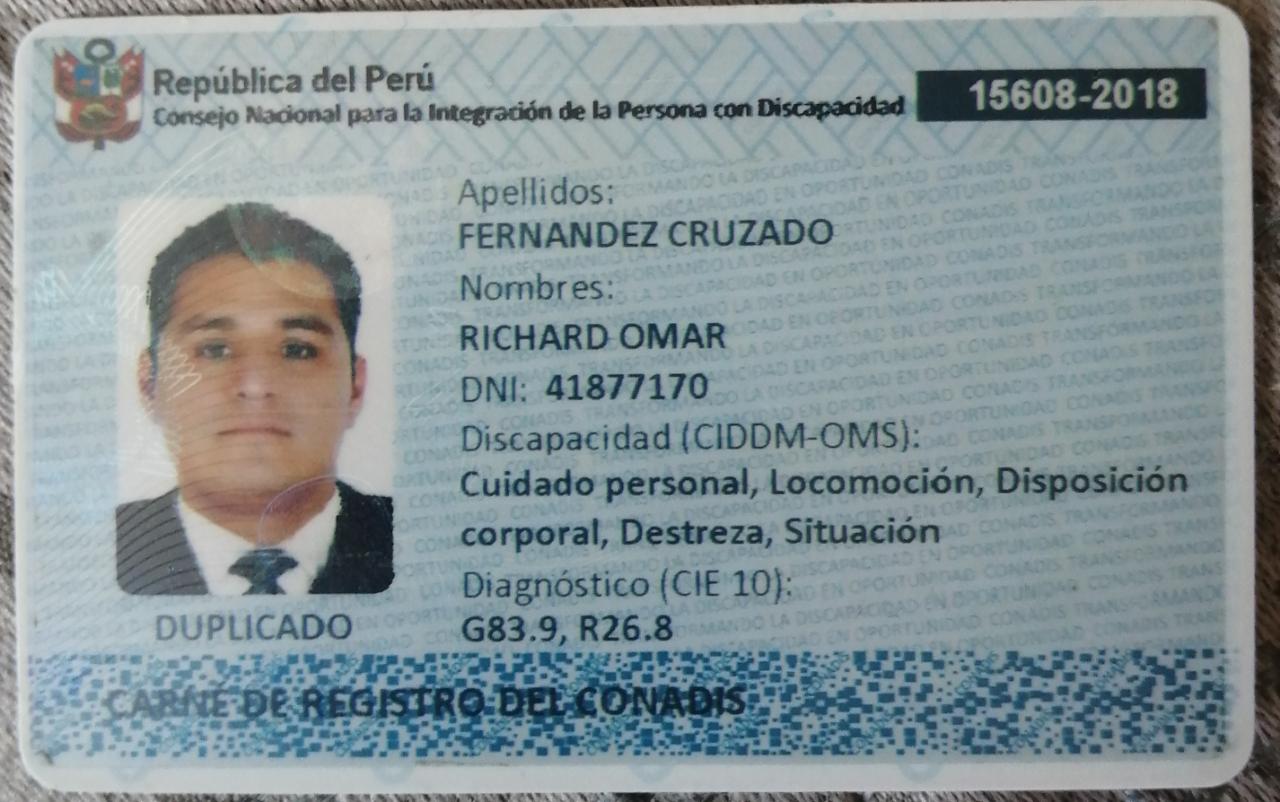 República del Perú
Consejo Nacional para la Integración de la Persona con Discapacidad
15608-2018
Apellidos:
FERNANDEZ CRUZADO
Nombres:
RICHARD OMAR
DNI: 41877170
Discapacidad (CIDDM-OMS):
Cuidado personal, Locomoción, Disposición
corporal, Destreza, Situación
Diagnóstico (CIE 10):
G83.9, R26.8
DUPLICADO
CARNÉ DE REGISTRO DEL CONADIS